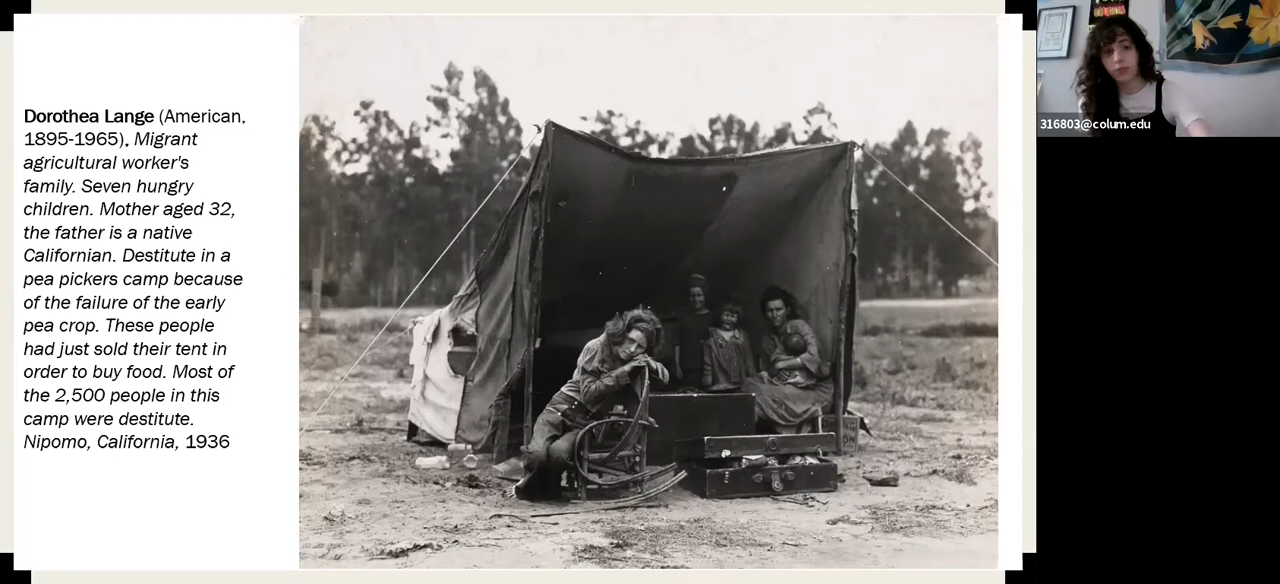 Dorothea Lange (American,
1895-1965), Migrant
agricultural worker's
family. Seven hungry
children. Mother aged 32,
the father is a native
Californian. Destitute in a
pea pickers camp because
of the failure of the early
pea crop. These people
had just sold their tent in
order to buy food. Most of
the 2,500 people in this
camp were destitute.
Nipomo, California, 1936
316803@colum.edu